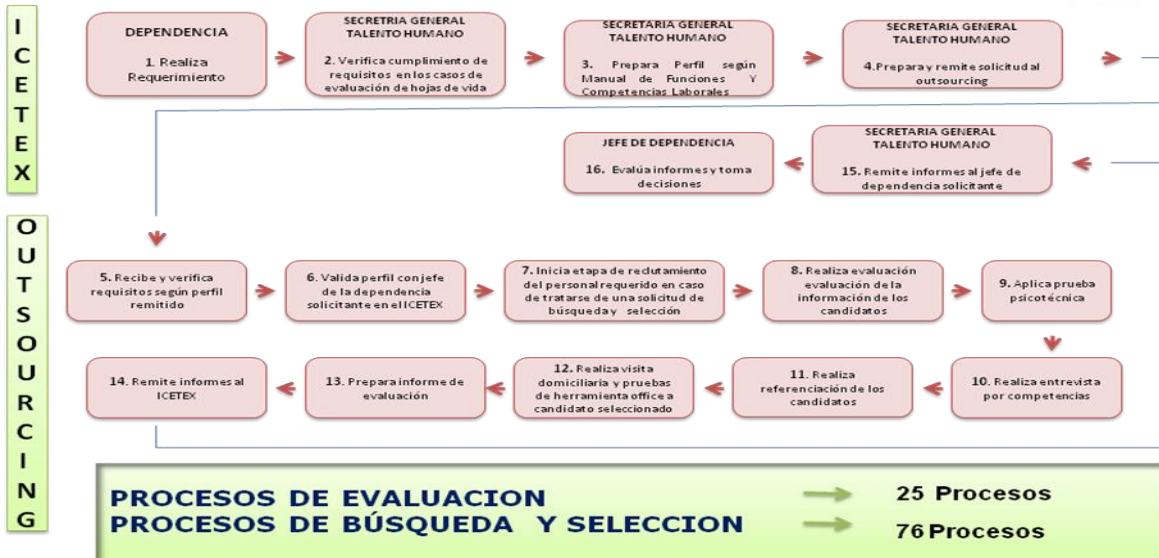 ICETEX
DEPENDENCIA
1. Realiza
Requerimiento
SECRETRIA GENERAL
TALENTO HUMANO
2. Verifica cumplimiento de
requisitos en los casos de
evaluación de hojas de vida
SECRETARIA GENERAL
TALENTO HUMANO
3. Prepara Perfil según
Manual de Funciones Y
Competencias Laborales
SECRETARIA GENERAL
TALENTO HUMANO
4.Prepara y remite solicitud al
outsourcing
JEFE DE DEPENDENCIA
16. Evalúa informes y toma
decisiones
SECRETARIA GENERAL
TALENTO HUMANO
15. Remite informes al jefe de
dependencia solicitante
OUTSOURCING
5. Recibe y verifica
requisitos según perfil
remitido
6. Valida perfil con jefe
de la dependencia
solicitante en el ICETEX
7. Inicia etapa de reclutamiento
del personal requerido en caso
de tratarse de una solicitud de
búsqueda y selección
8. Realiza evaluación
evaluación de la
información de los
candidatos
9. Aplica prueba
psicotécnica
14. Remite informes al
ICETEX
13. Prepara informe de
evaluación
12. Realiza visita
domiciliaria y pruebas
de herramienta office a
candidato seleccionado
11. Realiza
referenciación de los
candidatos
10. Realiza entrevista
por competencias
PROCESOS DE EVALUACION 25 Procesos
PROCESOS DE BÚSQUEDA Y SELECCION 76 Procesos